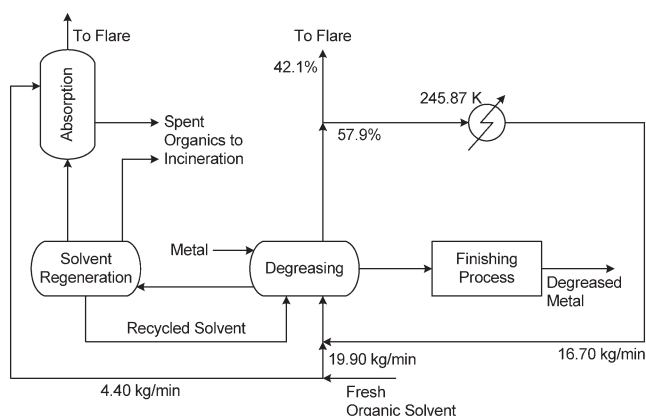 To Flare
To Flare
42.1%
245.87 K
57.9%
Absorption
Spent
Organics to
Incineration
Metal
Solvent
Regeneration
Degreasing
Finishing
Process
Degreased
Metal
Recycled Solvent
19.90 kg/min
16.70 kg/min
4.40 kg/min
Fresh
Organic Solvent